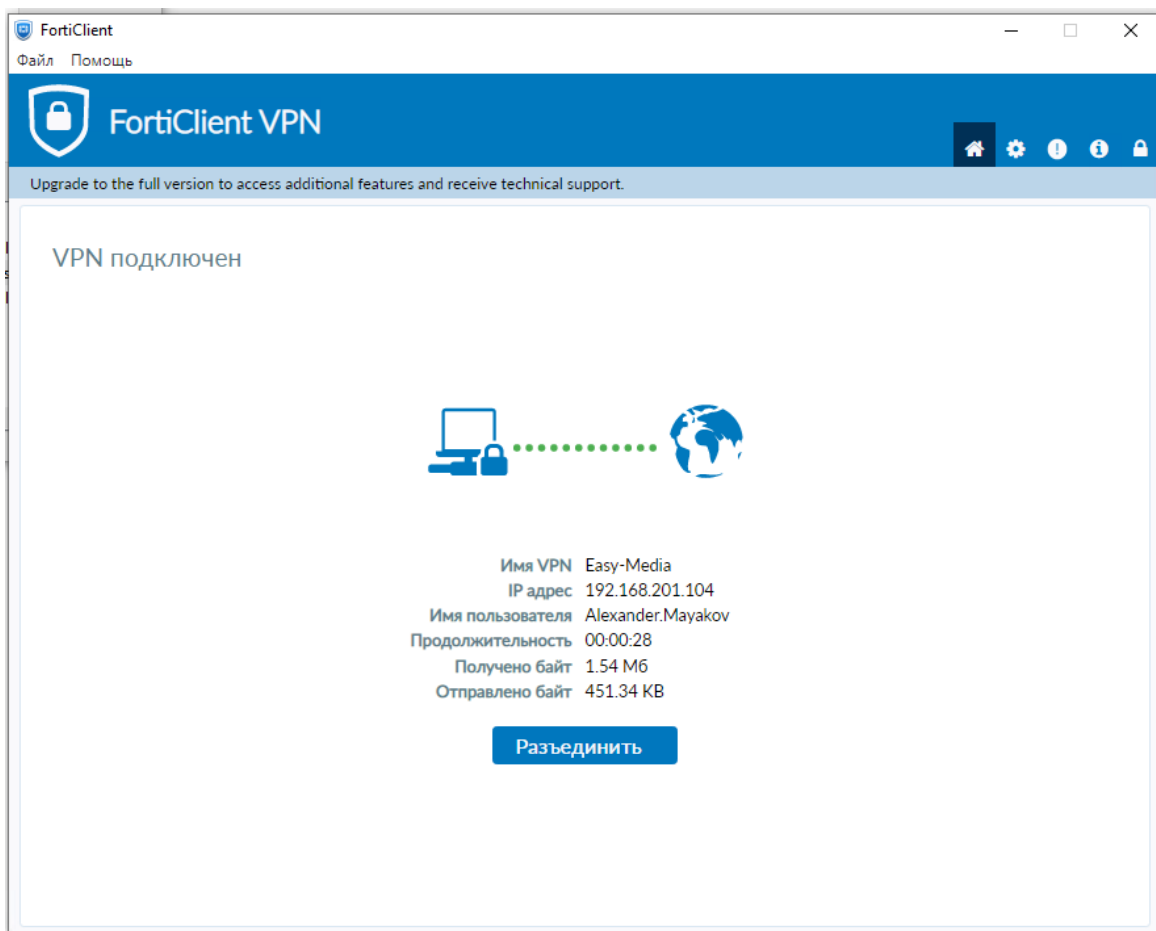 FortiClient
Файл Помощь
FortiClient VPN
Upgrade to the full version to access additional features and receive technical support.
VPN подключен
Имя VPN Easy-Media
IP адрес 192.168.201.104
Имя пользователя Alexander.Mayakov
Продолжительность 00:00:28
Получено байт 1.54 Мб
Отправлено байт 451.34 KB
Разъединить